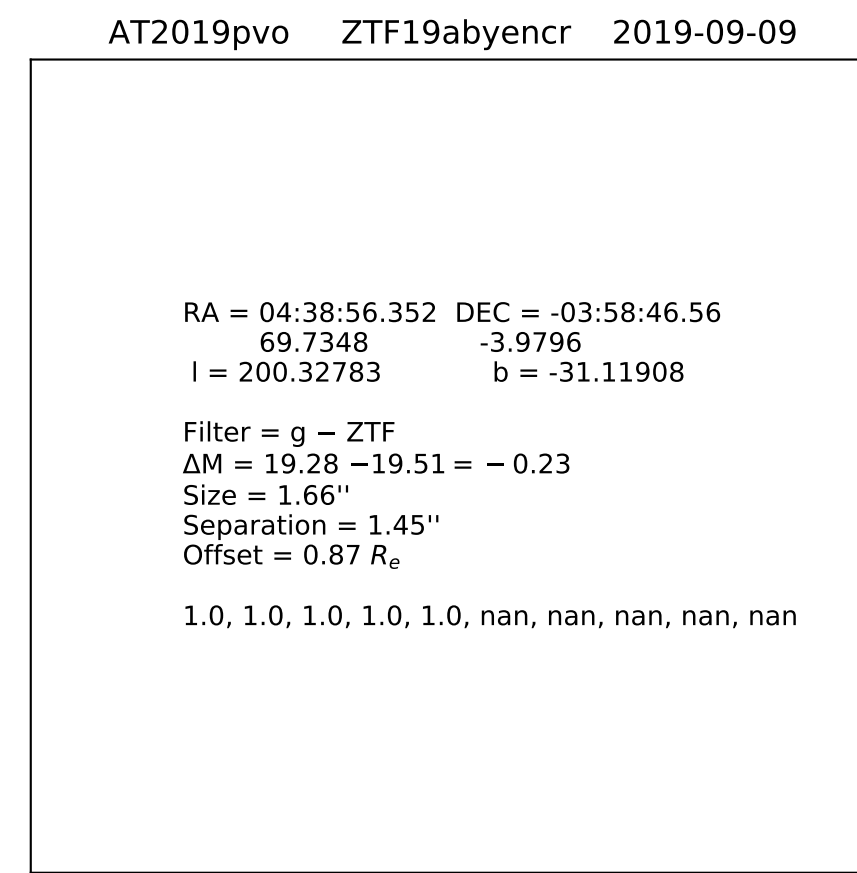 AT2019pvo ZTF19abyencr 2019-09-09
RA = 04:38:56.352 DEC = -03:58:46.56
69.7348 -3.9796
l = 200.32783 b = -31.11908
Filter = g − ZTF
ΔM = 19.28 −19.51 = − 0.23
Size = 1.66''
Separation = 1.45''
Offset = 0.87 Re
1.0, 1.0, 1.0, 1.0, 1.0, nan, nan, nan, nan, nan